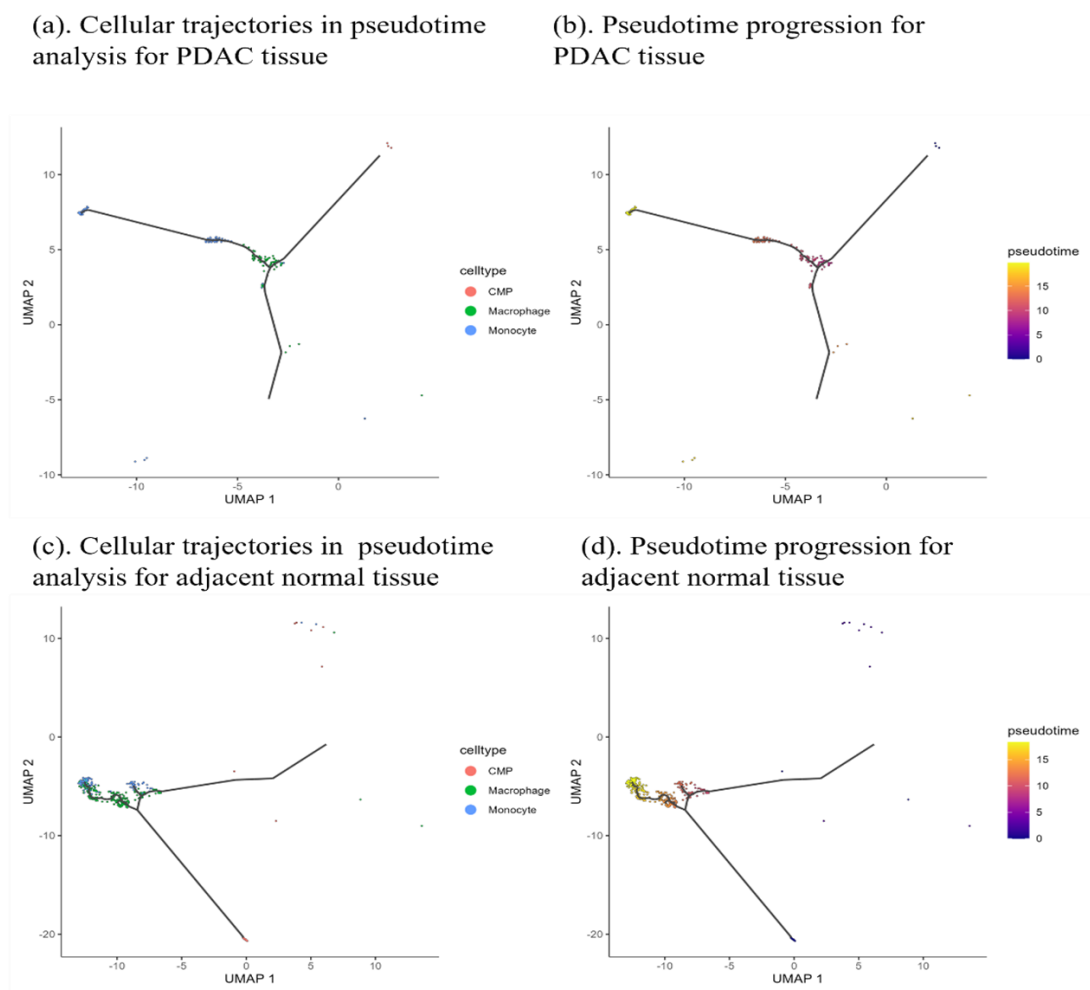 (a). Cellular trajectories in pseudotime
analysis for PDAC tissue
(b). Pseudotime progression for
PDAC tissue
10
5
0
-5
-10
UMAP 2
-10
-5
0
UMAP 1
celltype
CMP
Macrophage
Monocyte
10
5
0
-5
-10
UMAP 2
-10
-5
0
UMAP 1
pseudotime
15
10
5
0
(c). Cellular trajectories in pseudotime
analysis for adjacent normal tissue
(d). Pseudotime progression for
adjacent normal tissue
10
0
-10
-20
UMAP 2
-10
-5
0
5
10
UMAP 1
celltype
CMP
Macrophage
Monocyte
10
0
-10
-20
UMAP 2
-10
-5
0
5
10
UMAP 1
pseudotime
15
10
5
0